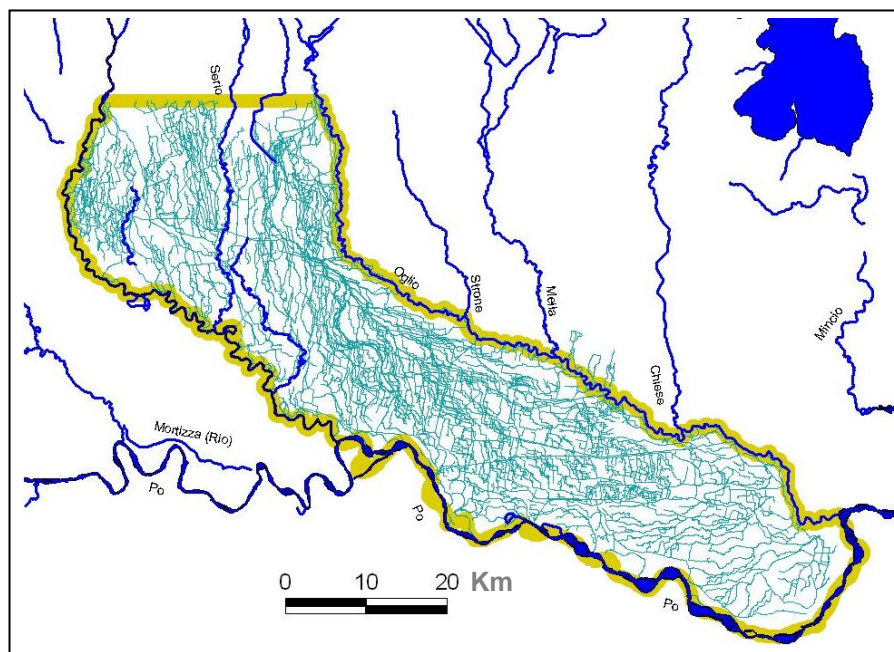 Serio
Oglio
Strone
Mella
Chiese
Mincio
Mortizza (Rio)
Po
Po
Po
0 10 20 Km